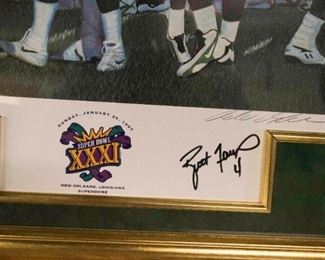 SUNDAY, JANUARY 26, 1997
SUPER BOWL
XXXI
NEW ORLEANS, LOUISIANA
SUPERDOME
Brett Favre
4